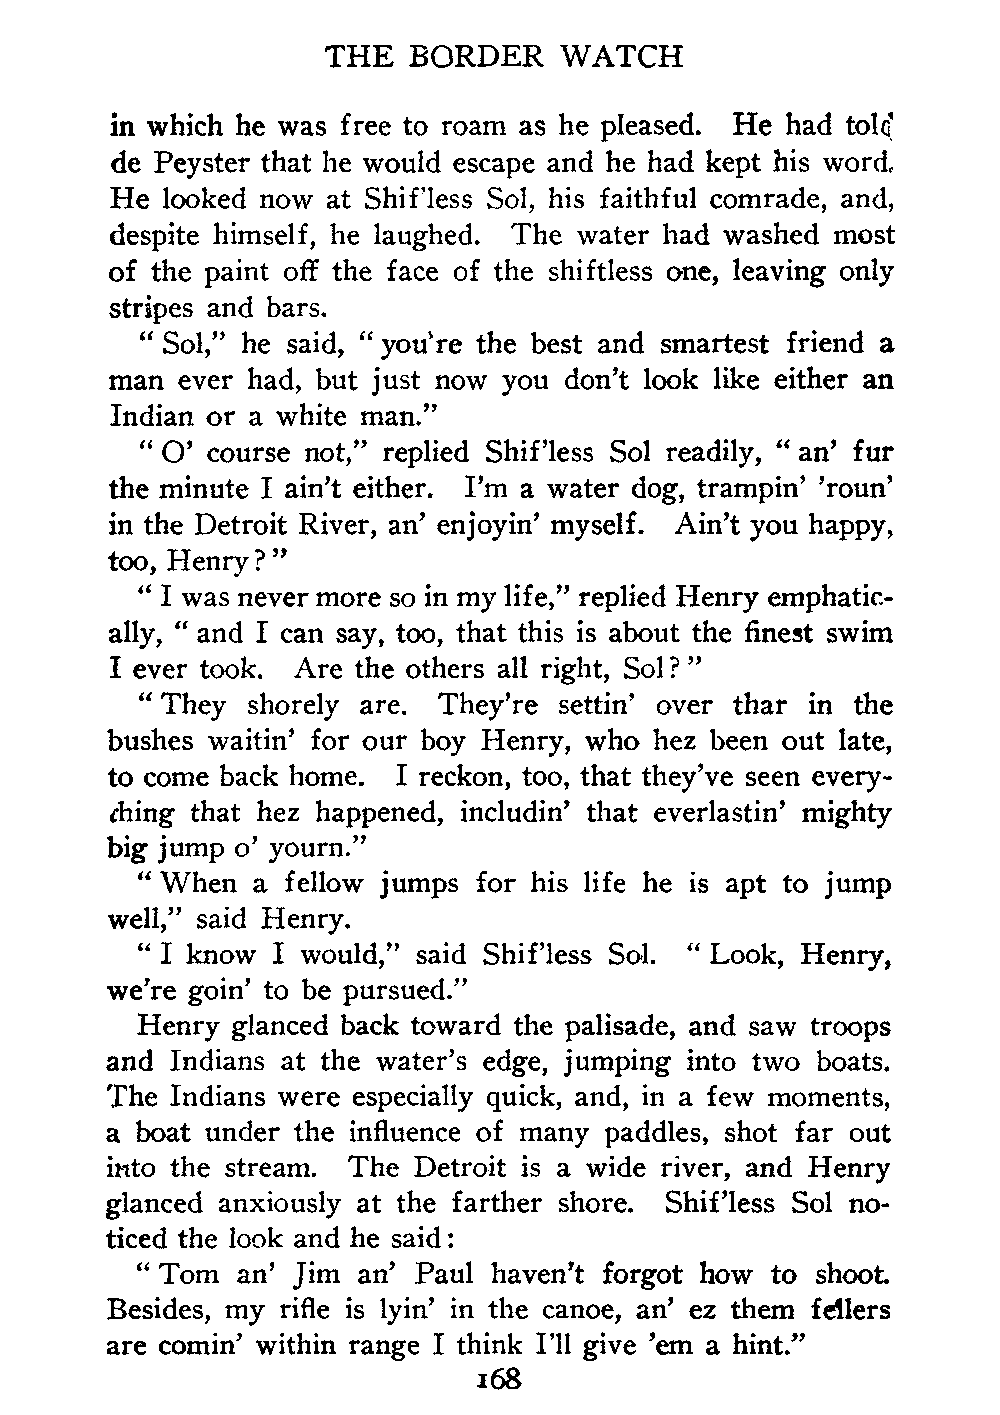 THE BORDER WATCH
in which he was free to roam as he pleased. He had told
de Peyster that he would escape and he had kept his word.
He looked now at Shif'less Sol, his faithful comrade, and,
despite himself, he laughed. The water had washed most
of the paint off the face of the shiftless one, leaving only
stripes and bars.
“ Sol,” he said, “ you're the best and smartest friend a
man ever had, but just now you don't look like either an
Indian or a white man.”
“ O' course not,” replied Shif'less Sol readily, “ an' fur
the minute I ain't either. I'm a water dog, trampin' 'roun'
in the Detroit River, an' enjoyin' myself. Ain't you happy,
too, Henry? ”
“ I was never more so in my life,” replied Henry emphatic-
ally, “ and I can say, too, that this is about the finest swim
I ever took. Are the others all right, Sol? ”
“ They shorely are. They're settin' over thar in the
bushes waitin' for our boy Henry, who hez been out late,
to come back home. I reckon, too, that they've seen every-
thing that hez happened, includin' that everlastin' mighty
big jump o' yourn.”
“ When a fellow jumps for his life he is apt to jump
well,” said Henry.
“ I know I would,” said Shif'less Sol. “ Look, Henry,
we're goin' to be pursued.”
Henry glanced back toward the palisade, and saw troops
and Indians at the water's edge, jumping into two boats.
The Indians were especially quick, and, in a few moments,
a boat under the influence of many paddles, shot far out
into the stream. The Detroit is a wide river, and Henry
glanced anxiously at the farther shore. Shif'less Sol no-
ticed the look and he said:
“ Tom an' Jim an' Paul haven't forgot how to shoot.
Besides, my rifle is lyin' in the canoe, an' ez them fellers
are comin' within range I think I'll give 'em a hint.”
168